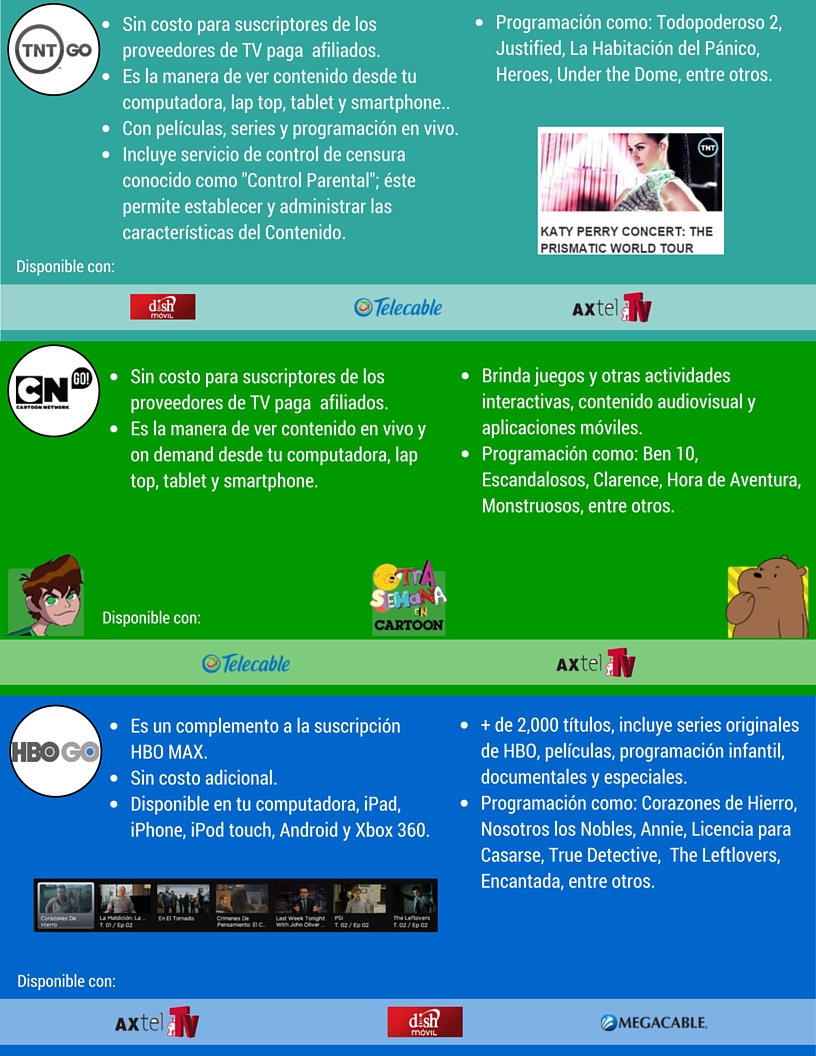 TNT GO
Sin costo para suscriptores de los
proveedores de TV paga afiliados.
Es la manera de ver contenido desde tu
computadora, lap top, tablet y smartphone..
Con películas, series y programación en vivo.
Incluye servicio de control de censura
conocido como "Control Parental"; éste
permite establecer y administrar las
características del Contenido.
Programación como: Todopoderoso 2,
Justified, La Habitación del Pánico,
Heroes, Under the Dome, entre otros.
TNT
KATY PERRY CONCERT: THE
PRISMATIC WORLD TOUR
Disponible con:
dish
MÓVIL
Telecable
AXtel TV
CN GO!
CARTOON NETWORK.
Sin costo para suscriptores de los
proveedores de TV paga afiliados.
Es la manera de ver contenido en vivo y
on demand desde tu computadora, lap
top, tablet y smartphone.
Brinda juegos y otras actividades
interactivas, contenido audiovisual y
aplicaciones móviles.
Programación como: Ben 10,
Escandalosos, Clarence, Hora de Aventura,
Monstruosos, entre otros.
OTRA
SEMANA
EN
CARTOON
Disponible con:
Telecable
AXtel TV
HBO GO
Es un complemento a la suscripción
HBO MAX.
Sin costo adicional.
Disponible en tu computadora, iPad,
iPhone, iPod touch, Android y Xbox 360.
+ de 2,000 títulos, incluye series originales
de HBO, películas, programación infantil,
documentales y especiales.
Programación como: Corazones de Hierro,
Nosotros los Nobles, Annie, Licencia para
Casarse, True Detective, The Leftlovers,
Encantada, entre otros.
Corazones De
Hierro
La Maldición: La ...
T. 01 / Ep 02
En El Tornado
Crímenes De
Pensamiento: El C...
Last Week Tonight
With John Oliver ...
PSI
T. 02 / Ep 02
The Leftovers
T. 02 / Ep 02
Disponible con:
AXtel TV
dish
MÓVIL
MEGACABLE.